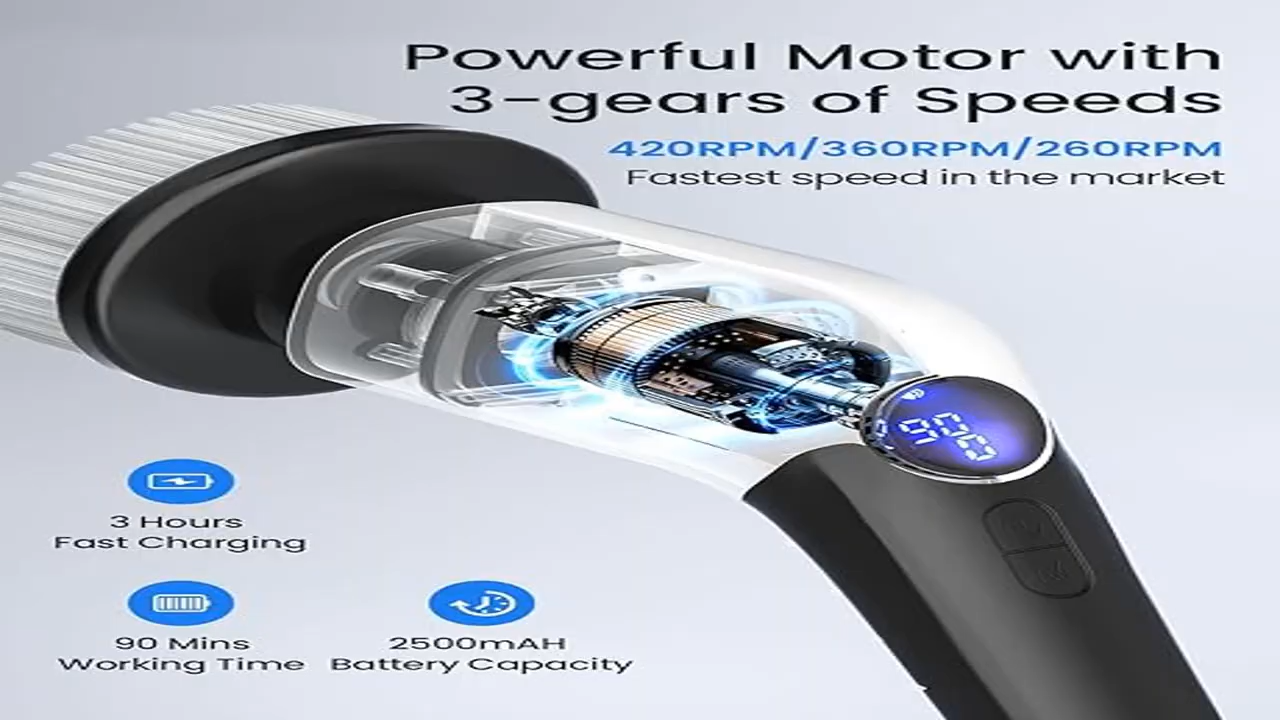 Powerful Motor with
3-gears of Speeds
420RPM/360RPM/260RPM
Fastest speed in the market
3 Hours
Fast Charging
90 Mins
Working Time
2500mAH
Battery Capacity